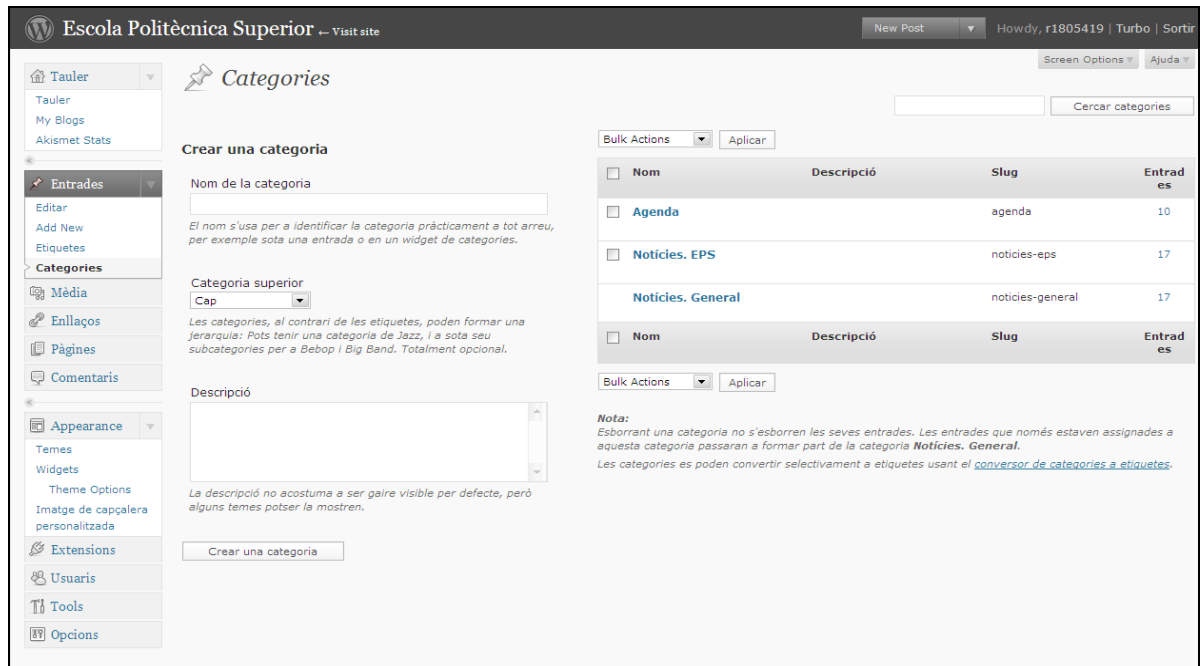 Escola Politècnica Superior ← Visit site
New Post
Howdy, r1805419 | Turbo | Sortir
Screen Options
Ajuda
Tauler
Tauler
My Blogs
Akismet Stats
Entrades
Editar
Add New
Etiquetes
Categories
Mèdia
Enllaços
Pàgines
Comentaris
Appearance
Temes
Widgets
Theme Options
Imatge de capçalera
personalitzada
Extensions
Usuaris
Tools
Opcions
Categories
Cercar categories
Crear una categoria
Nom de la categoria
El nom s'usa per a identificar la categoria pràcticament a tot arreu,
per exemple sota una entrada o en un widget de categories.
Categoria superior
Cap
Les categories, al contrari de les etiquetes, poden formar una
jerarquia: Pots tenir una categoria de Jazz, i a sota seu
subcategories per a Bebop i Big Band. Totalment opcional.
Descripció
La descripció no acostuma a ser gaire visible per defecte, però
alguns temes potser la mostren.
Crear una categoria
Bulk Actions Aplicar
Nom Descripció Slug Entrad
es
Agenda agenda 10
Notícies. EPS noticies-eps 17
Notícies. General noticies-general 17
Nom Descripció Slug Entrad
es
Bulk Actions Aplicar
Nota:
Esborrant una categoria no s'esborren les seves entrades. Les entrades que només estaven assignades a
aquesta categoria passaran a formar part de la categoria Notícies. General.
Les categories es poden convertir selectivament a etiquetes usant el conversor de categories a etiquetes.